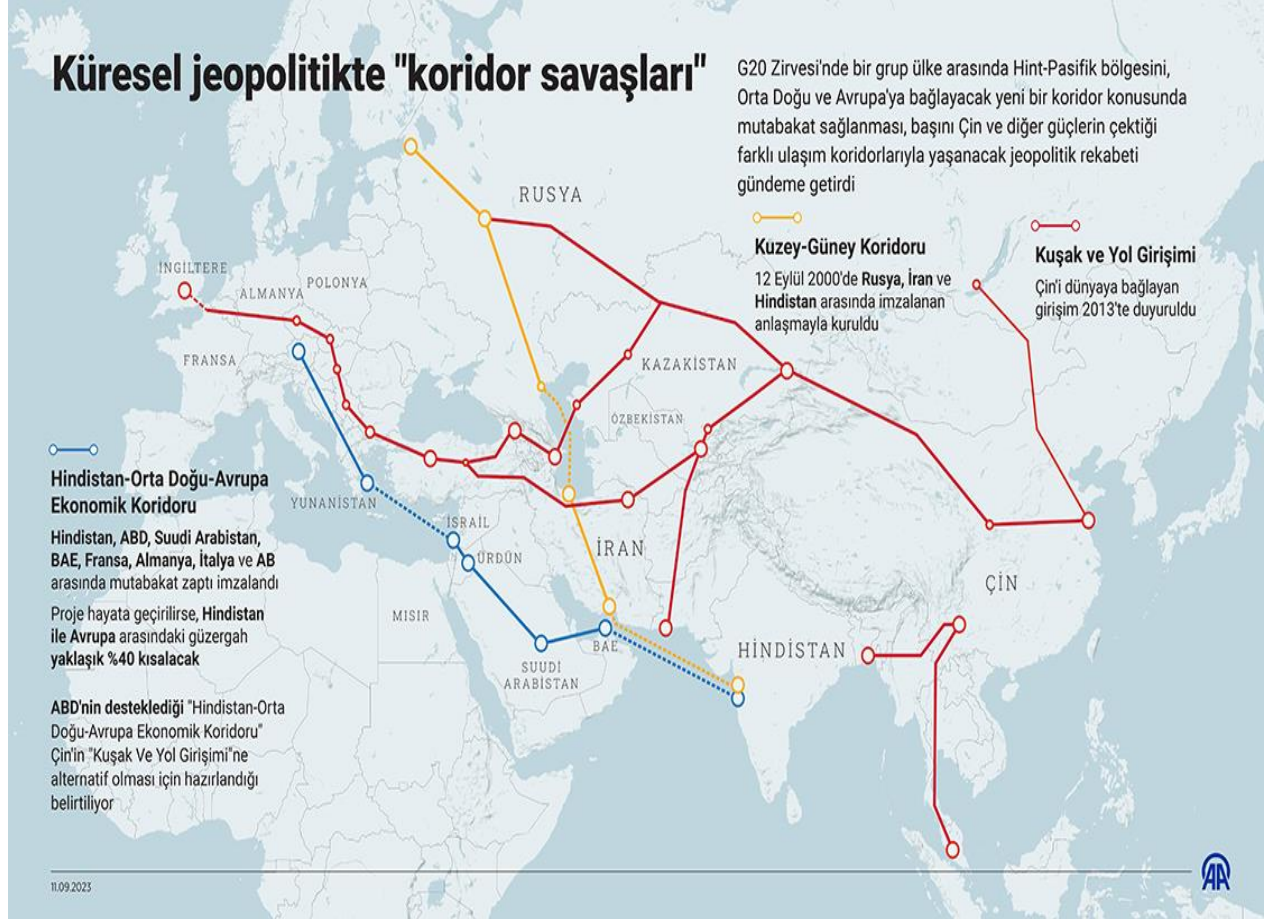 Küresel jeopolitikte "koridor savaşları"
G20 Zirvesi'nde bir grup ülke arasında Hint-Pasifik bölgesini,
Orta Doğu ve Avrupa'ya bağlayacak yeni bir koridor konusunda
mutabakat sağlanması, başını Çin ve diğer güçlerin çektiği
farklı ulaşım koridorlarıyla yaşanacak jeopolitik rekabeti
gündeme getirdi
Kuzey-Güney Koridoru
12 Eylül 2000'de Rusya, İran ve
Hindistan arasında imzalanan
anlaşmayla kuruldu
Kuşak ve Yol Girişimi
Çin'i dünyaya bağlayan
girişim 2013'te duyuruldu
RUSYA
İNGİLTERE
ALMANYA
POLONYA
FRANSA
KAZAKİSTAN
ÖZBEKİSTAN
YUNANİSTAN
İSRAİL
ÜRDÜN
İRAN
MISIR
SUUDİ
ARABİSTAN
BAE
HİNDİSTAN
ÇİN
Hindistan-Orta Doğu-Avrupa
Ekonomik Koridoru
Hindistan, ABD, Suudi Arabistan,
BAE, Fransa, Almanya, İtalya ve AB
arasında mutabakat zaptı imzalandı
Proje hayata geçirilirse, Hindistan
ile Avrupa arasındaki güzergah
yaklaşık %40 kısalacak
ABD'nin desteklediği "Hindistan-Orta
Doğu-Avrupa Ekonomik Koridoru"
Çin'in "Kuşak Ve Yol Girişimi"ne
alternatif olması için hazırlandığı
belirtiliyor
11.09.2023
AA